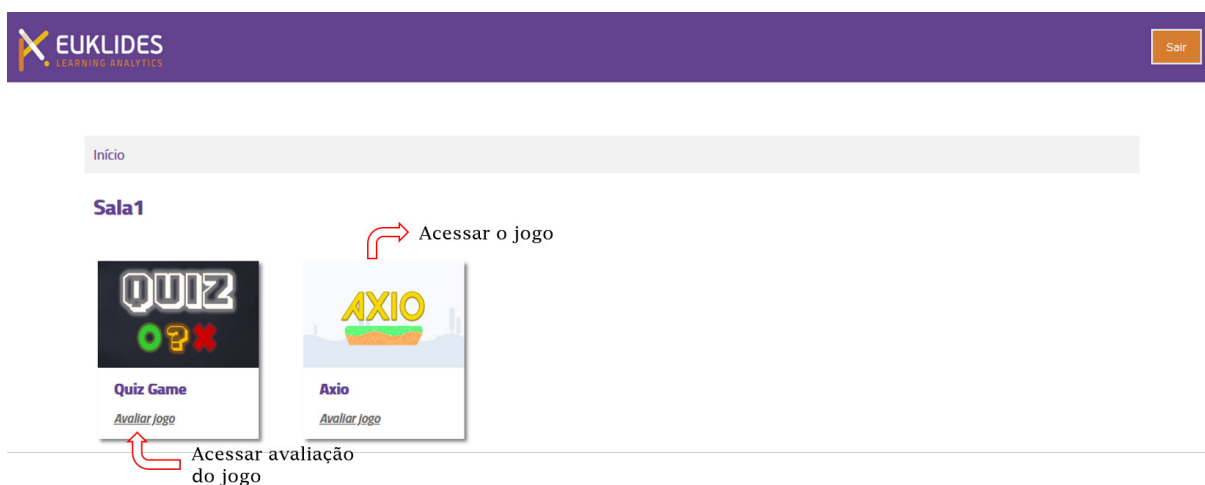 EUKLIDES
LEARNING ANALYTICS
Sair
Início
Sala1
Acessar o jogo
QUIZ
O?X
AXIO
Quiz Game
Axio
Avaliar jogo
Avaliar jogo
Acessar avaliação
do jogo